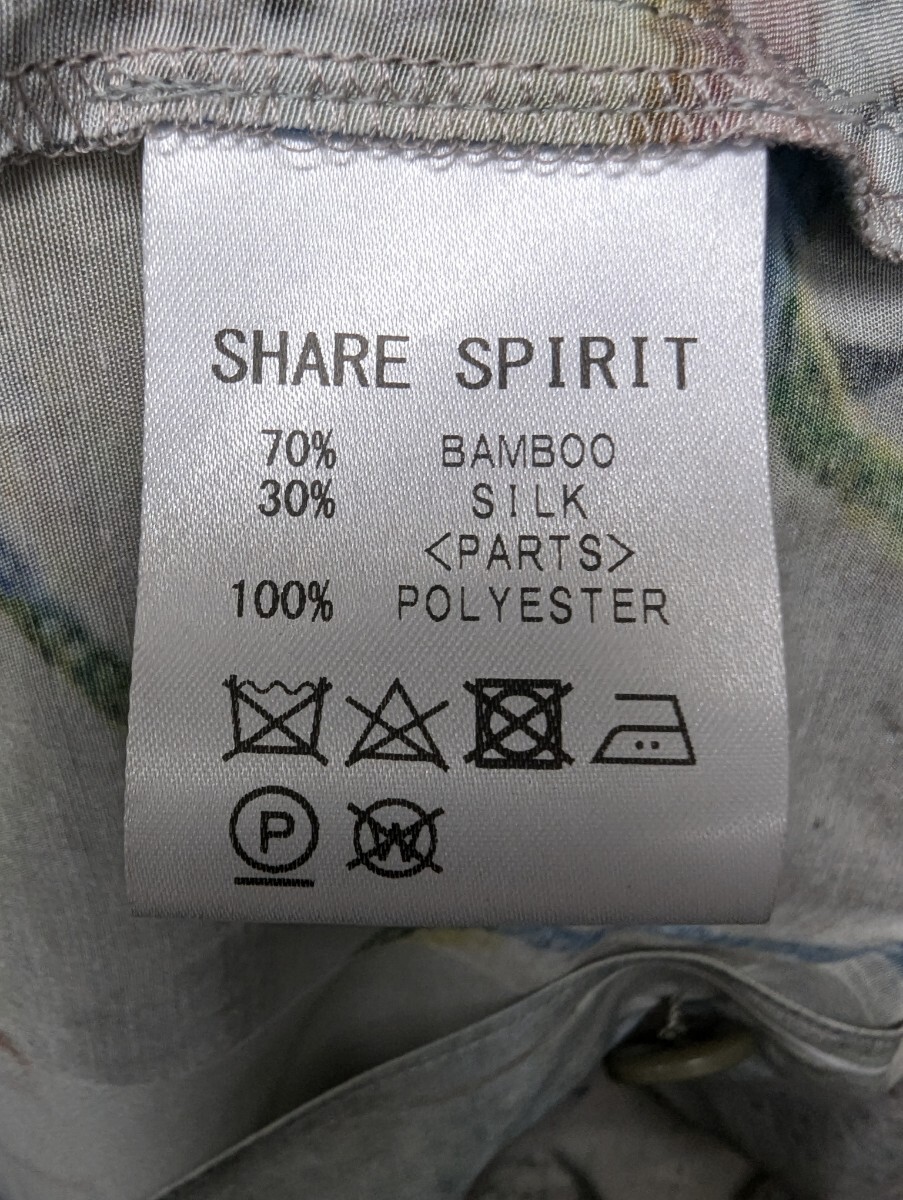 SHARE SPIRIT
70% BAMBOO
30% SILK
<PARTS>
100% POLYESTER
P W